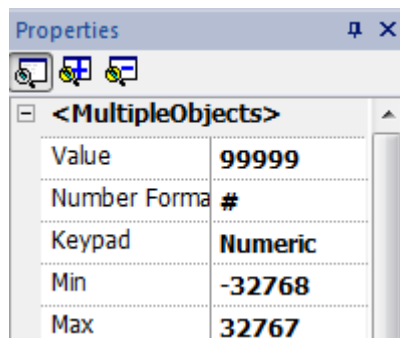 Properties
<MultipleObjects>
Value 99999
Number Forma #
Keypad Numeric
Min -32768
Max 32767